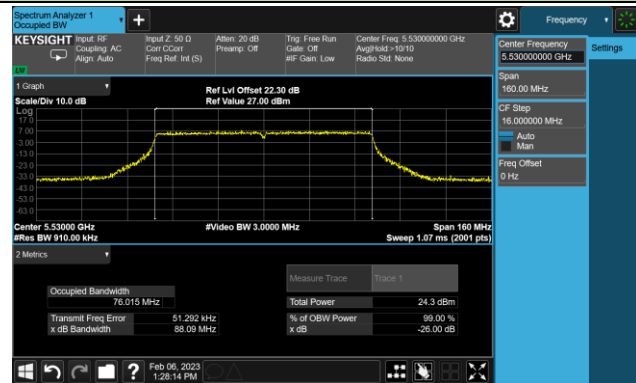 Spectrum Analyzer 1
Occupied BW
Frequency
KEYSIGHT
Input: RF
Coupling: AC
Align: Auto
Input Z: 50 Ω
Corr CCorr
Freq Ref: Int (S)
Atten: 20 dB
Preamp: Off
Trig: Free Run
Gate: Off
#IF Gain: Low
Center Freq: 5.530000000 GHz
Avg|Hold:>10/10
Radio Std: None
1 Graph
Scale/Div 10.0 dB
Ref Lvl Offset 22.30 dB
Ref Value 27.00 dBm
Log
17.0
7.00
-3.00
-13.0
-23.0
-33.0
-43.0
-53.0
-63.0
Center 5.53000 GHz
#Res BW 910.00 kHz
#Video BW 3.0000 MHz
Span 160 MHz
Sweep 1.07 ms (2001 pts)
2 Metrics
Measure Trace
Trace 1
Occupied Bandwidth
76.015 MHz
Total Power
24.3 dBm
Transmit Freq Error
51.292 kHz
% of OBW Power
99.00 %
x dB Bandwidth
88.09 MHz
x dB
-26.00 dB
Feb 06, 2023
1:28:14 PM
Center Frequency
5.530000000 GHz
Settings
Span
160.00 MHz
CF Step
16.000000 MHz
Auto
Man
Freq Offset
0 Hz